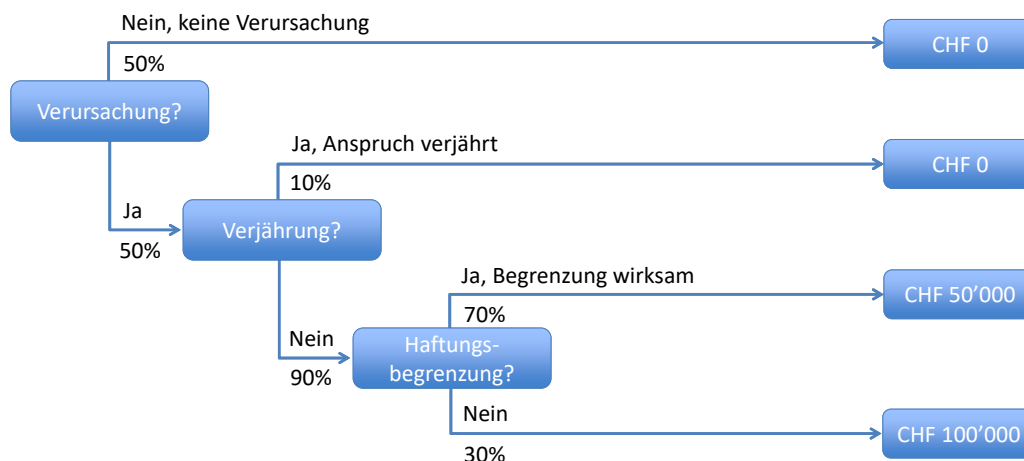 Nein, keine Verursachung
50%
CHF 0
Verursachung?
Ja, Anspruch verjährt
10%
CHF 0
Ja
50%
Verjährung?
Ja, Begrenzung wirksam
70%
CHF 50’000
Nein
90%
Haftungs-
begrenzung?
Nein
30%
CHF 100’000